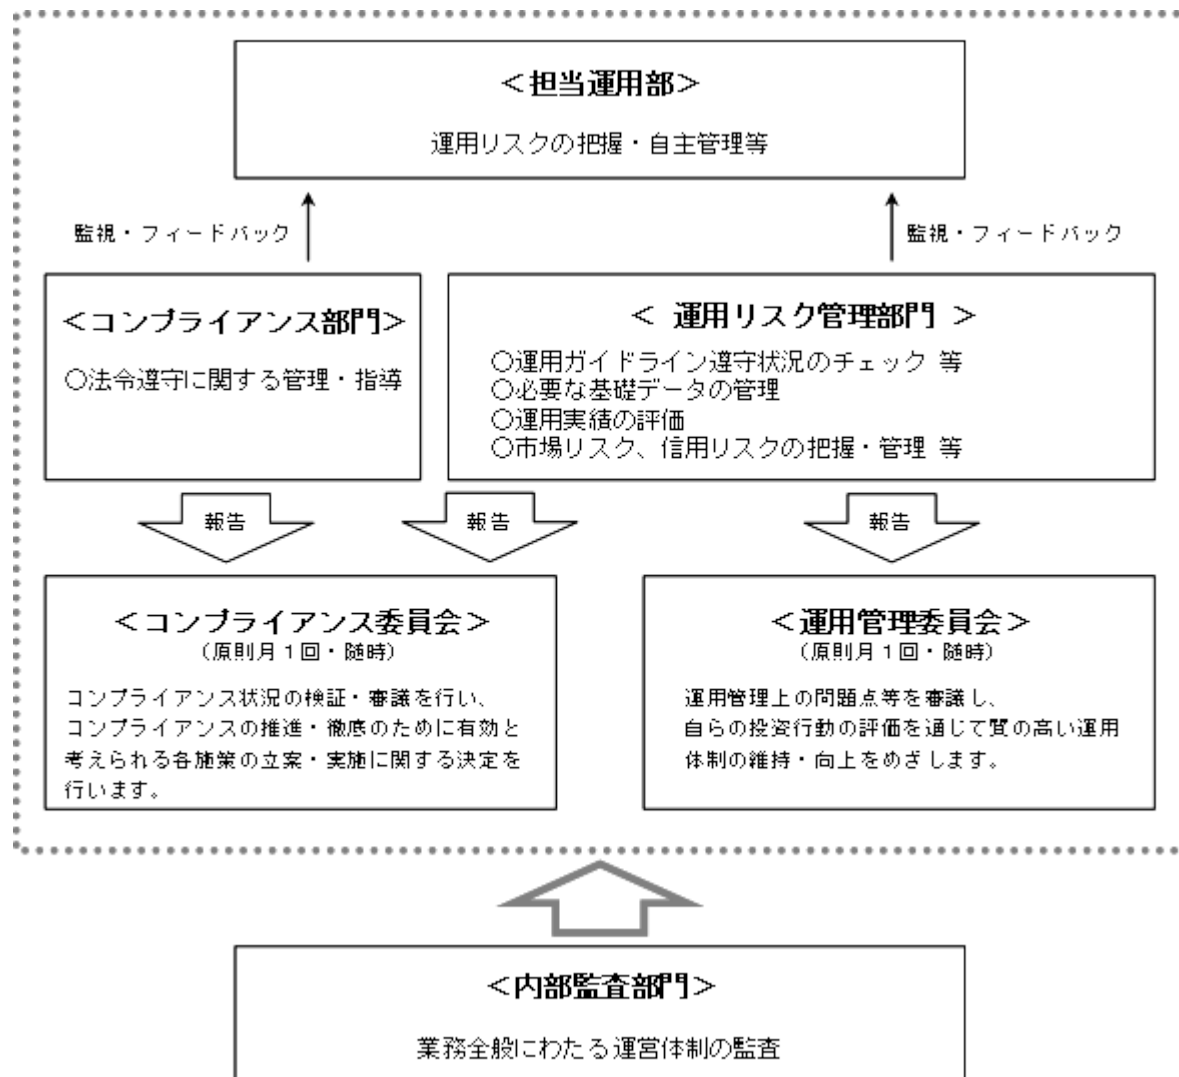 ＜担当運用部＞
運用リスクの把握・自主管理等
監視・フィードバック
監視・フィードバック
＜コンプライアンス部門＞
○法令遵守に関する管理・指導
＜ 運用リスク管理部門 ＞
○運用ガイドライン遵守状況のチェック 等
○必要な基礎データの管理
○運用実績の評価
○市場リスク、信用リスクの把握・管理 等
報告
報告
報告
＜コンプライアンス委員会＞
（原則月１回・随時）
コンプライアンス状況の検証・審議を行い、
コンプライアンスの推進・徹底のために有効と
考えられる各施策の立案・実施に関する決定を
行います。
＜運用管理委員会＞
（原則月１回・随時）
運用管理上の問題点等を審議し、
自らの投資行動の評価を通じて質の高い運用
体制の維持・向上をめざします。
＜内部監査部門＞
業務全般にわたる運営体制の監査